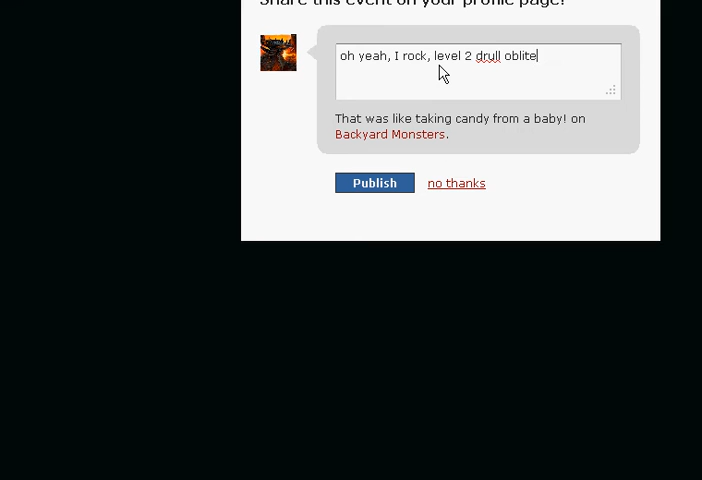 Share this event on your profile page?
oh yeah, I rock, level 2 drull oblite
That was like taking candy from a baby! on
Backyard Monsters.
Publish no thanks